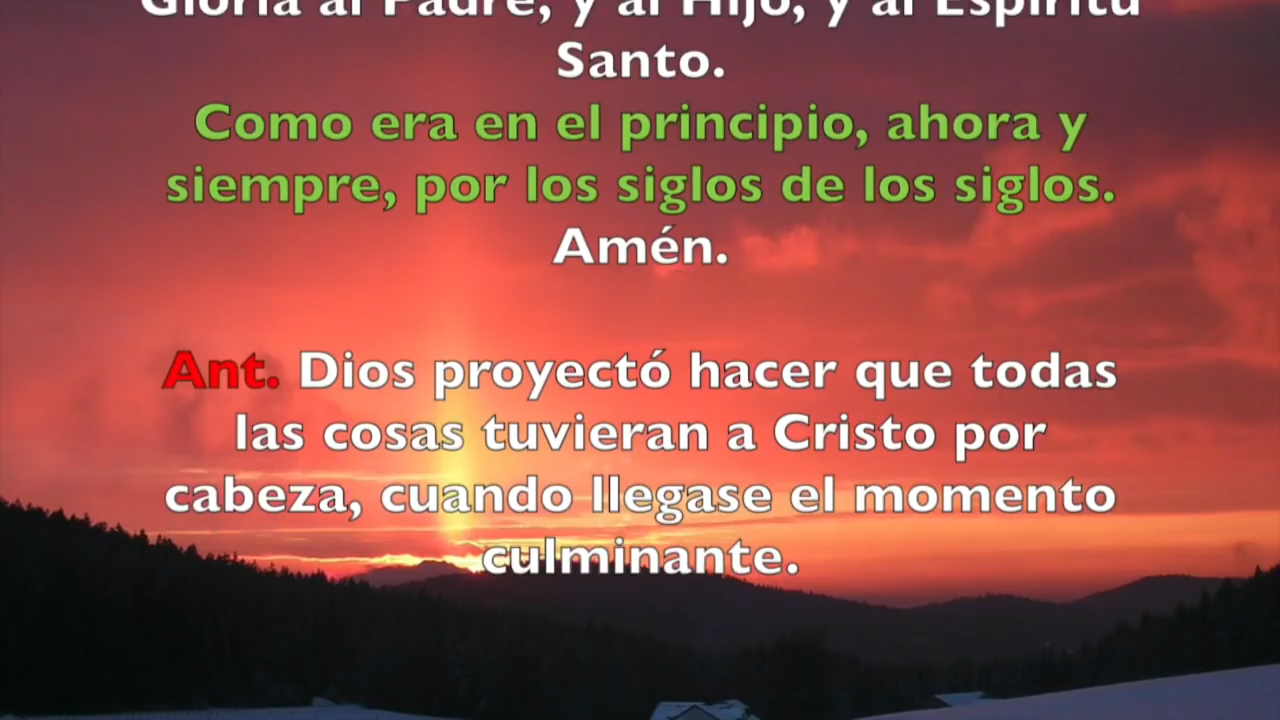 Gloria al Padre, y al Hijo, y al Espíritu
Santo.
Como era en el principio, ahora y
siempre, por los siglos de los siglos.
Amén.
Ant. Dios proyectó hacer que todas
las cosas tuvieran a Cristo por
cabeza, cuando llegase el momento
culminante.